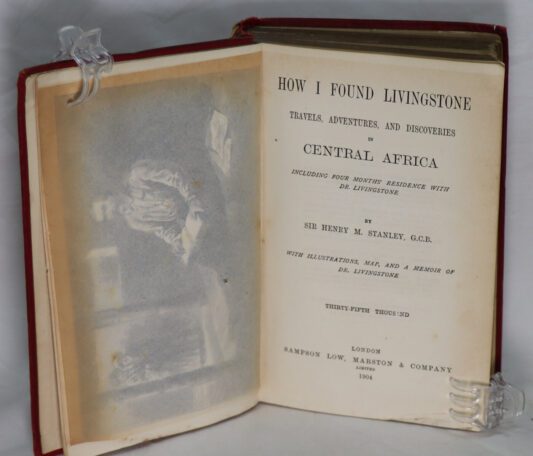 HOW I FOUND LIVINGSTONE
TRAVELS, ADVENTURES, AND DISCOVERIES
IN
CENTRAL AFRICA
INCLUDING FOUR MONTHS' RESIDENCE WITH
DR. LIVINGSTONE
BY
SIR HENRY M. STANLEY, G.C.B.
WITH ILLUSTRATIONS, MAP, AND A MEMOIR OF
DR. LIVINGSTONE
THIRTY-FIFTH THOUS ND
LONDON
SAMPSON LOW, MARSTON & COMPANY
LIMITED
1904